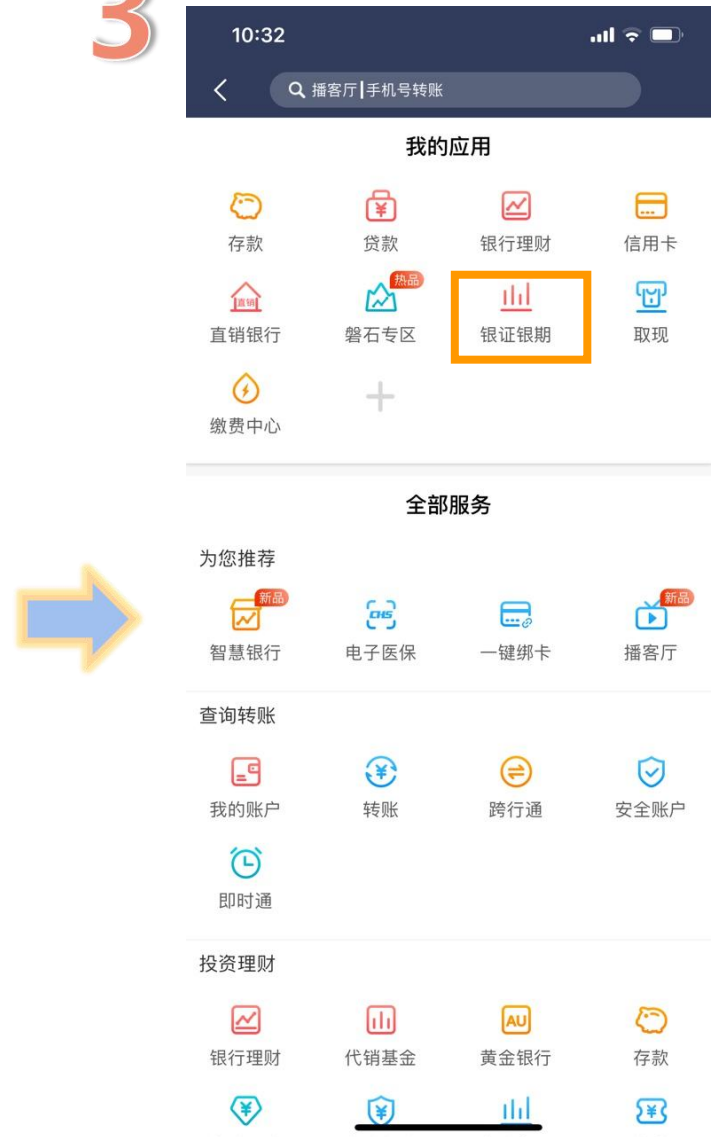 3
10:32
播客厅|手机号转账
我的应用
存款 贷款 银行理财 信用卡
热品
直销
直销银行 磐石专区 银证银期 取现
缴费中心
全部服务
为您推荐
新品 新品
CHS
智慧银行 电子医保 一键绑卡 播客厅
查询转账
我的账户 转账 跨行通 安全账户
即时通
投资理财
AU
银行理财 代销基金 黄金银行 存款